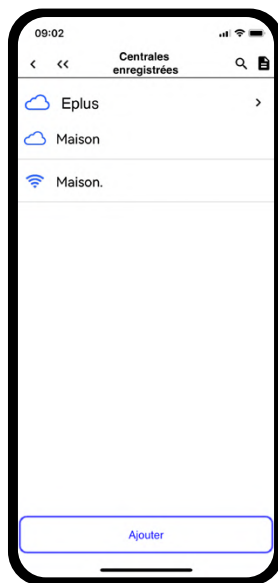 09:02
Centrales
enregistrées
Eplus
Maison
Maison.
Ajouter